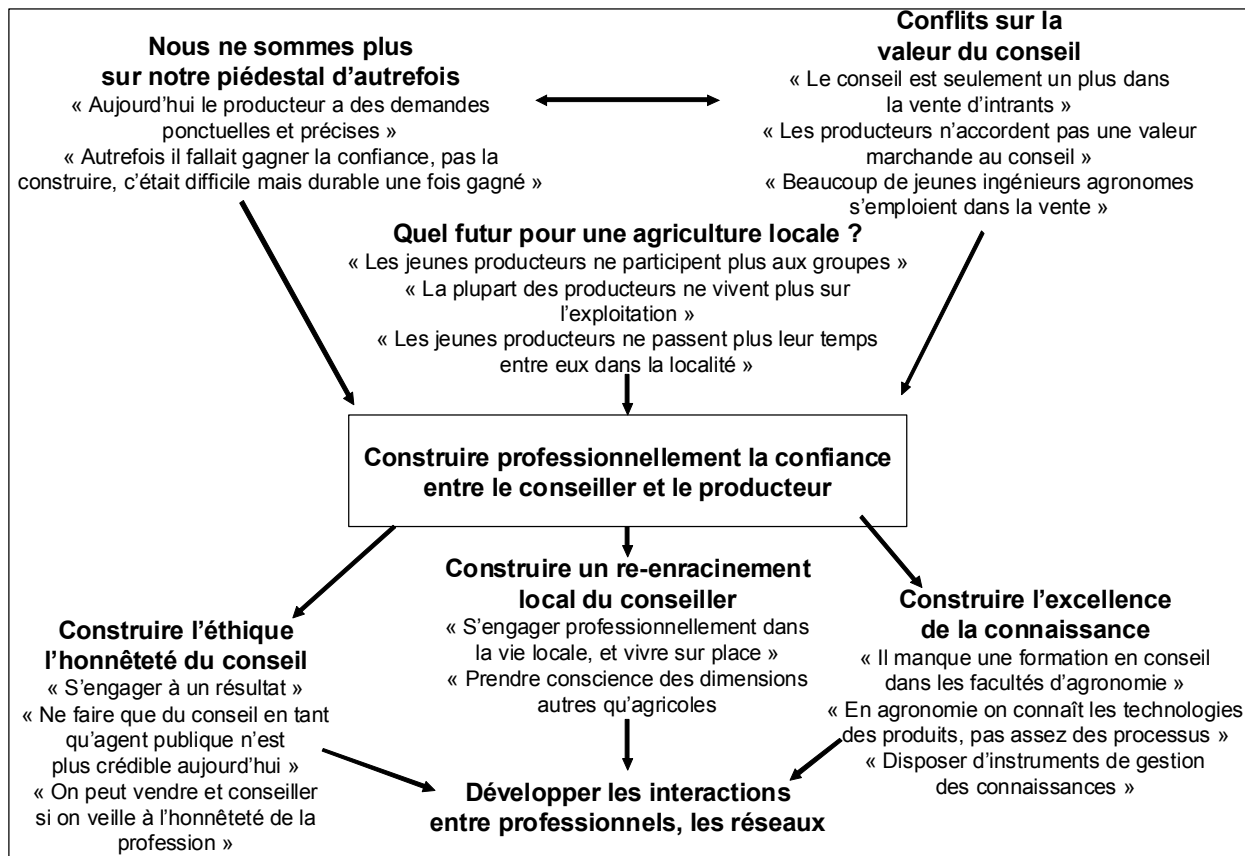 Nous ne sommes plus
sur notre piédestal d'autrefois
« Aujourd'hui le producteur a des demandes
ponctuelles et précises »
« Autrefois il fallait gagner la confiance, pas la
construire, c'était difficile mais durable une fois gagné »
Conflits sur la
valeur du conseil
« Le conseil est seulement un plus dans
la vente d'intrants »
« Les producteurs n'accordent pas une valeur
marchande au conseil »
« Beaucoup de jeunes ingénieurs agronomes
s'emploient dans la vente »
Quel futur pour une agriculture locale ?
« Les jeunes producteurs ne participent plus aux groupes »
« La plupart des producteurs ne vivent plus sur
l'exploitation »
« Les jeunes producteurs ne passent plus leur temps
entre eux dans la localité »
Construire professionnellement la confiance
entre le conseiller et le producteur
Construire l'éthique
l'honnêteté du conseil
« S'engager à un résultat »
« Ne faire que du conseil en tant
qu'agent publique n'est
plus crédible aujourd'hui »
« On peut vendre et conseiller
si on veille à l'honnêteté de la
profession »
Construire un re-enracinement
local du conseiller
« S'engager professionnellement dans
la vie locale, et vivre sur place »
« Prendre conscience des dimensions
autres qu'agricoles
Construire l'excellence
de la connaissance
« Il manque une formation en conseil
dans les facultés d'agronomie »
« En agronomie on connaît les technologies
des produits, pas assez des processus »
« Disposer d'instruments de gestion
des connaissances »
Développer les interactions
entre professionnels, les réseaux